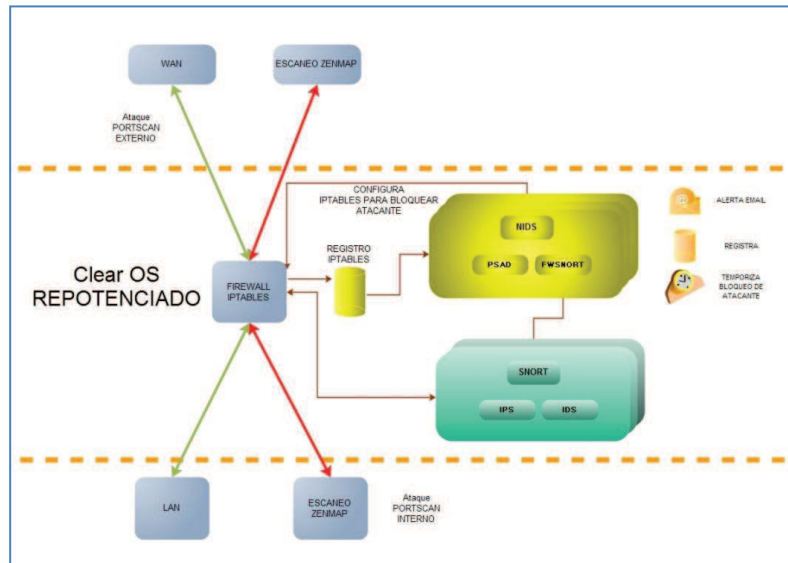 WAN
ESCANEO ZENMAP
Ataque
PORTSCAN
EXTERNO
CONFIGURA
IPTABLES PARA BLOQUEAR
ATACANTE
NIDS
PSAD
FWSNORT
ALERTA EMAIL
REGISTRO
IPTABLES
REGISTRA
Clear OS
REPOTENCIADO
FIREWALL
IPTABLES
TEMPORIZA
BLOQUEO DE
ATACANTE
SNORT
IPS
IDS
LAN
ESCANEO
ZENMAP
Ataque
PORTSCAN
INTERNO